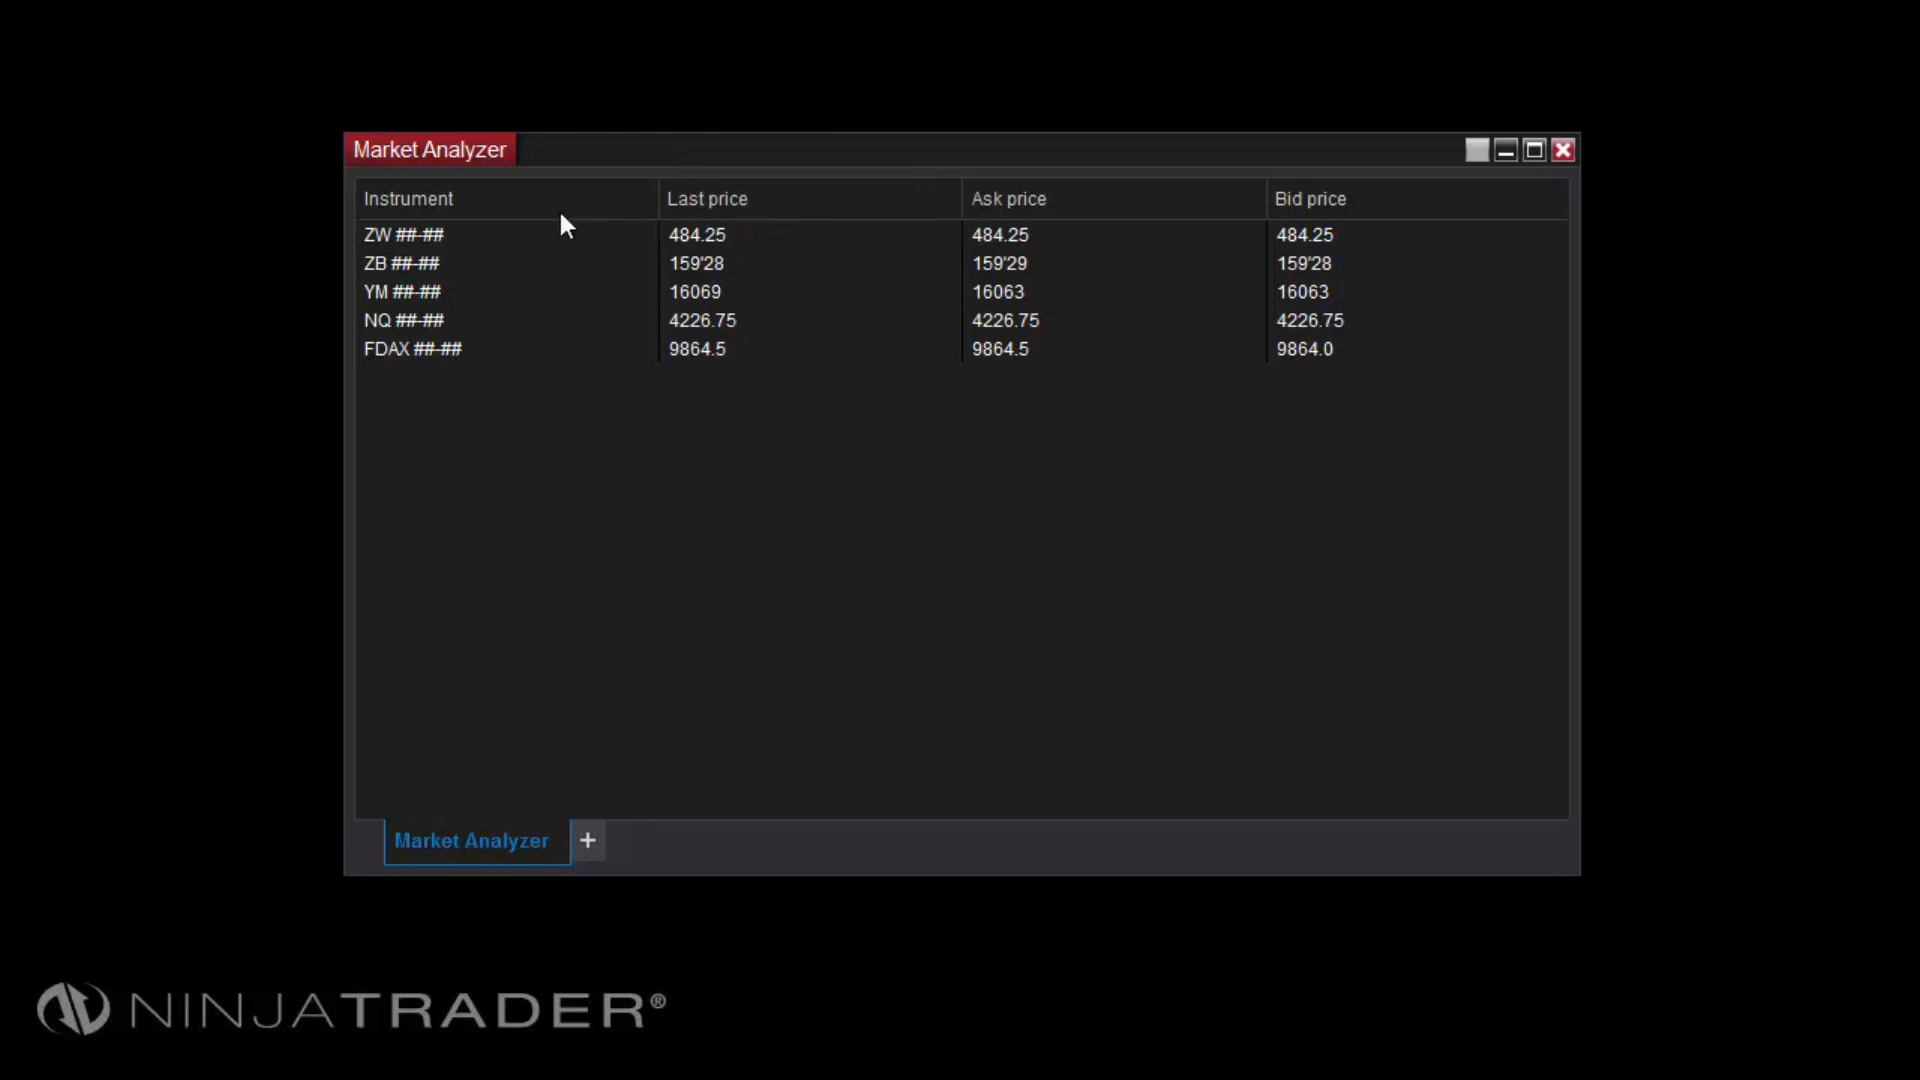 Market Analyzer
Instrument Last price Ask price Bid price
ZW ##-## 484.25 484.25 484.25
ZB ##-## 159'28 159'29 159'28
YM ##-## 16069 16063 16063
NQ ##-## 4226.75 4226.75 4226.75
FDAX ##-## 9864.5 9864.5 9864.0
Market Analyzer +
NINJATRADER®